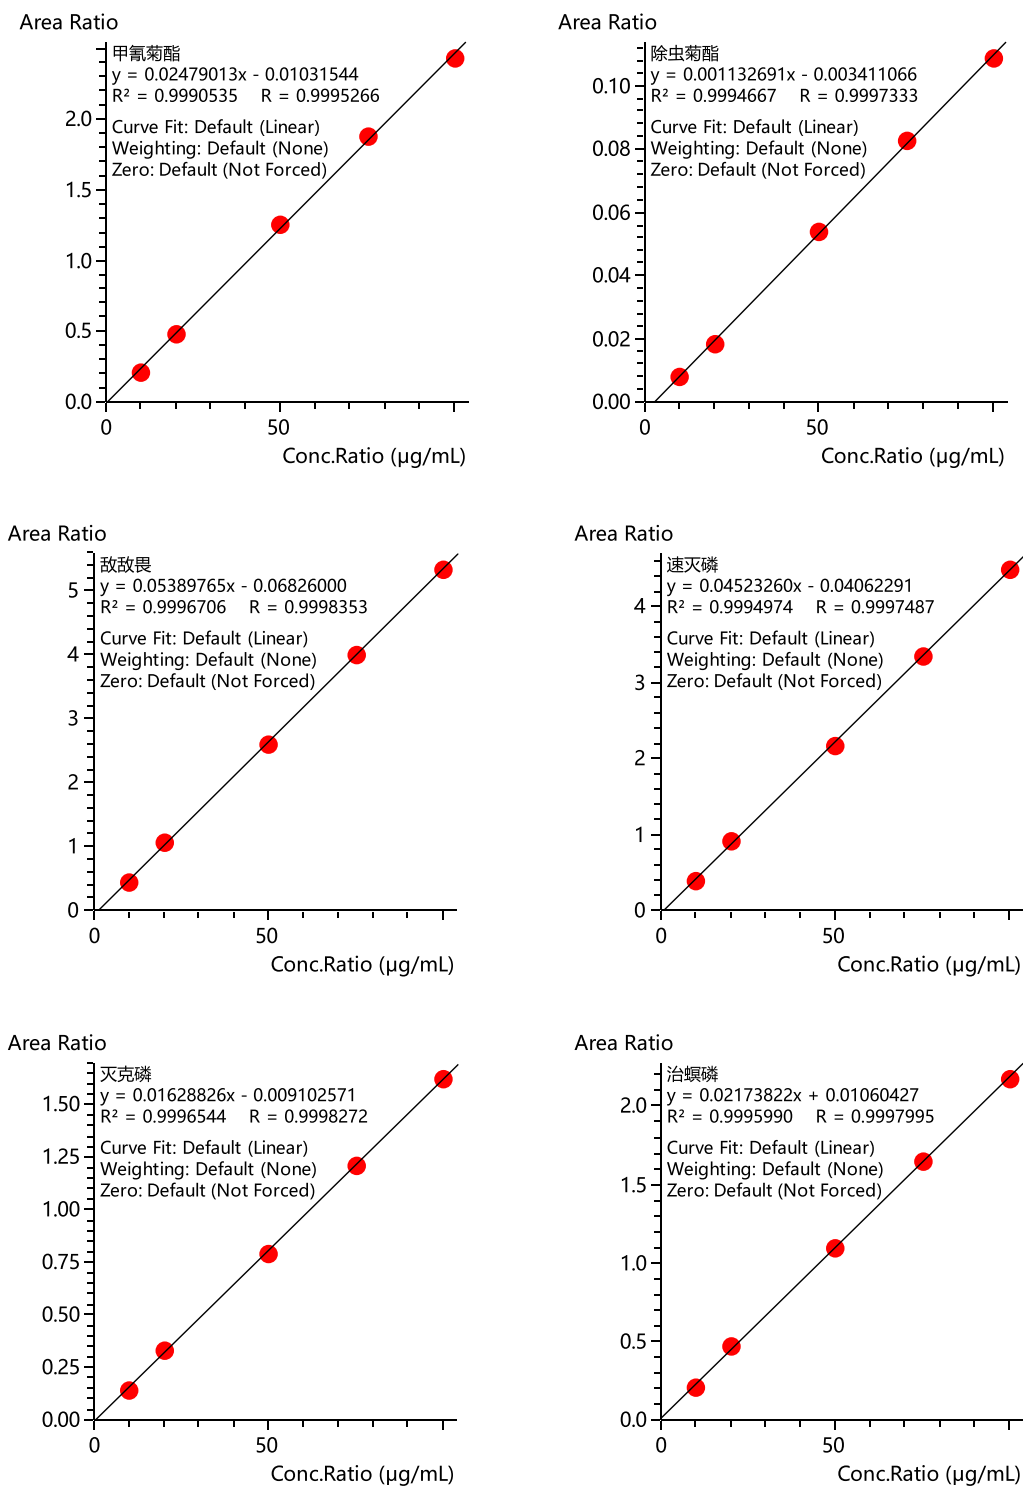 Area Ratio
甲氰菊酯
y = 0.02479013x - 0.01031544
R² = 0.9990535 R = 0.9995266
Curve Fit: Default (Linear)
Weighting: Default (None)
Zero: Default (Not Forced)
2.0
1.5
1.0
0.5
0.0
0
50
Conc.Ratio (µg/mL)
Area Ratio
除虫菊酯
y = 0.001132691x - 0.003411066
R² = 0.9994667 R = 0.9997333
Curve Fit: Default (Linear)
Weighting: Default (None)
Zero: Default (Not Forced)
0.10
0.08
0.06
0.04
0.02
0.00
0
50
Conc.Ratio (µg/mL)
Area Ratio
敌敌畏
y = 0.05389765x - 0.06826000
R² = 0.9996706 R = 0.9998353
Curve Fit: Default (Linear)
Weighting: Default (None)
Zero: Default (Not Forced)
5
4
3
2
1
0
0
50
Conc.Ratio (µg/mL)
Area Ratio
速灭磷
y = 0.04523260x - 0.04062291
R² = 0.9994974 R = 0.9997487
Curve Fit: Default (Linear)
Weighting: Default (None)
Zero: Default (Not Forced)
4
3
2
1
0
0
50
Conc.Ratio (µg/mL)
Area Ratio
灭克磷
y = 0.01628826x - 0.009102571
R² = 0.9996544 R = 0.9998272
Curve Fit: Default (Linear)
Weighting: Default (None)
Zero: Default (Not Forced)
1.50
1.25
1.00
0.75
0.50
0.25
0.00
0
50
Conc.Ratio (µg/mL)
Area Ratio
治螟磷
y = 0.02173822x + 0.01060427
R² = 0.9995990 R = 0.9997995
Curve Fit: Default (Linear)
Weighting: Default (None)
Zero: Default (Not Forced)
2.0
1.5
1.0
0.5
0.0
0
50
Conc.Ratio (µg/mL)